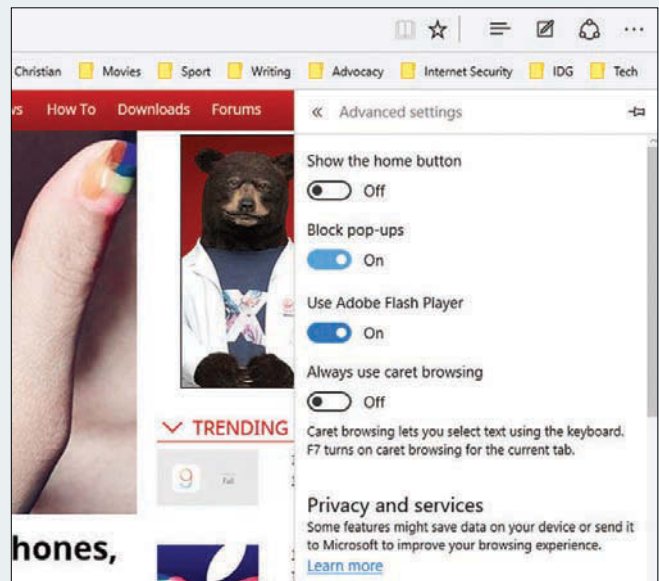 Christian Movies Sport Writing Advocacy Internet Security IDG Tech
How To Downloads Forums
Advanced settings
Show the home button
Off
Block pop-ups
On
Use Adobe Flash Player
On
Always use caret browsing
Off
Caret browsing lets you select text using the keyboard.
F7 turns on caret browsing for the current tab.
TRENDING
9
Privacy and services
Some features might save data on your device or send it
to Microsoft to improve your browsing experience.
Learn more
hones,